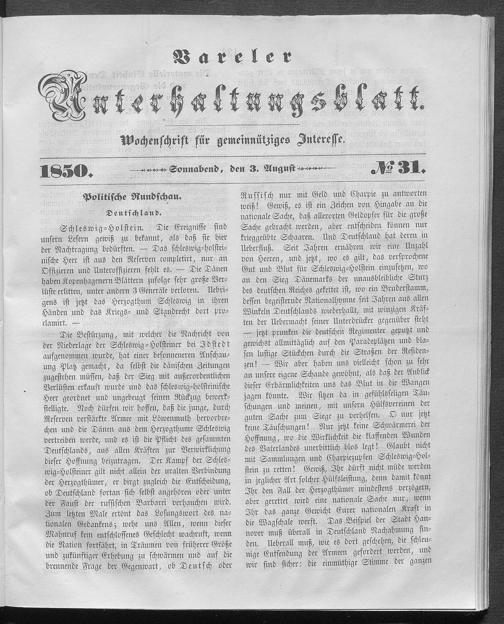 Vareler
Unterhaltungsblatt.
Wochenschrift für gemeinnütziges Interesse.
1850. Sonnabend, den 3. August № 31.
Politische Rundschau.
Deutschland.
Schleswig-Holstein. Die Ereignisse sind
unsern Lesern gewiß zu bekannt, als daß sie hier
der Nachtragung bedürften. — Das schleswig-holstei-
nische Heer ist aus den Reserven completirt, nur an
Offizieren und Unteroffizieren fehlt es. — Die Dänen
haben Kopenhagenern Blättern zufolge sehr große Ver-
luste erlitten, unter andern 3 Generäle verloren. Uebri-
gens ist jetzt das Herzogthum Schleswig in ihren
Händen und das Kriegs- und Standrecht dort pro-
clamirt. —
Die Bestürzung, mit welcher die Nachricht von
der Niederlage der Schleswig-Holsteiner bei Idstedt
aufgenommen wurde, hat einer besonneneren Anschau-
ung Platz gemacht, da selbst die dänischen Zeitungen
zugestehen müssen, daß der Sieg mit außerordentlichen
Verlüsten erkauft wurde und das schleswig-holsteinische
Heer geordnet und ungebeugt seinen Rückzug bewerk-
stelligte. Noch dürfen wir hoffen, daß die junge, durch
Reserven verstärkte Armee mit Löwenmuth hervorbre-
chen und die Dänen aus dem Herzogthume Schleswig
vertreiben werde, und es ist die Pflicht des gesammten
Deutschlands, aus allen Kräften zur Verwirklichung
dieser Hoffnung beizutragen. Der Kampf der Schles-
wig-Holsteiner gilt nicht allein der uralten Verbindung
der Herzogthümer, er birgt zugleich die Entscheidung,
ob Deutschland fortan sich selbst angehören oder unter
der Faust der russischen Barbarei verhauchen wird.
Zum letzten Male ertönt das Losungswort des na-
tionalen Gedankens; wehe uns Allen, wenn dieser
Mahnruf kein entschlossenes Geschlecht wachruft, wenn
die Nation fortfährt, in Träumen von früherer Größe
und zukünftiger Erhebung zu schwärmen und auf die
brennende Frage der Gegenwart, ob Deutsch oder
Russisch nur mit Geld und Charpie zu antworten
weiß! Gewiß, es ist ein Zeichen von Hingabe an die
nationale Sache, daß allerorten Geldopfer für die große
Sache gebracht werden, aber entscheiden können nur
kriegsgeübte Schaaren. Und Deutschland hat deren in
Ueberfluß. Seit Jahren ernähren wir eine Unzahl
von Heeren, und jetzt, wo es gilt, das versprochene
Gut und Blut für Schleswig-Holstein einzusetzen, wo
an den Sieg Dänemarks der unausbleibliche Sturz
des deutschen Reichs gekettet ist, wo ein Bruderstamm,
dessen begeisternde Nationalhymne seit Jahren aus allen
Winkeln Deutschlands wiederhallt, mit winzigen Kräf-
ten der Uebermacht seiner Unterdrücker gegenüber steht
— jetzt prunken die deutschen Regimenter geputzt und
gewichst allmittaglich auf den Paradeplätzen und bla-
sen lustige Stückchen durch die Straßen der Residen-
zen! — Wir aber haben uns vielleicht schon zu sehr
an unsere eigene Schande gewöhnt, als daß der Anblick
dieser Erbärmlichkeiten uns das Blut in die Wangen
jagen könnte. Wir sitzen da in gefühlseligen Täu-
schungen und meinen, mit unsern Hülfsvereinen der
guten Sache zum Siege zu verhelfen. O nur jetzt
keine Täuschungen! Nur jetzt keine Schwärmerei der
Hoffnung, wo die Wirklichkeit die klaffenden Wunden
des Vaterlandes unerbittlich blos legt! Glaubt nicht
mit Sammlungen und Charpiezupfen Schleswig-Hol-
stein zu retten! Gewiß, Ihr dürft nicht müde werden
in jeglicher Art solcher Hülfsleistung, denn damit könnt
Ihr den Fall der Herzogthümer mindestens verzögern,
aber gerettet wird eine nationale Sache nur, wenn
Ihr das ganze Gewicht Eurer nationalen Kraft in
die Wagschale werft. Das Beispiel der Stadt Han-
nover muß überall in Deutschland Nachahmung fin-
den. Ueberall muß, wie es dort geschehen, die schleu-
nige Entsendung der Armeen gefordert werden, und
wir sind sicher: die einmüthige Stimme der ganzen